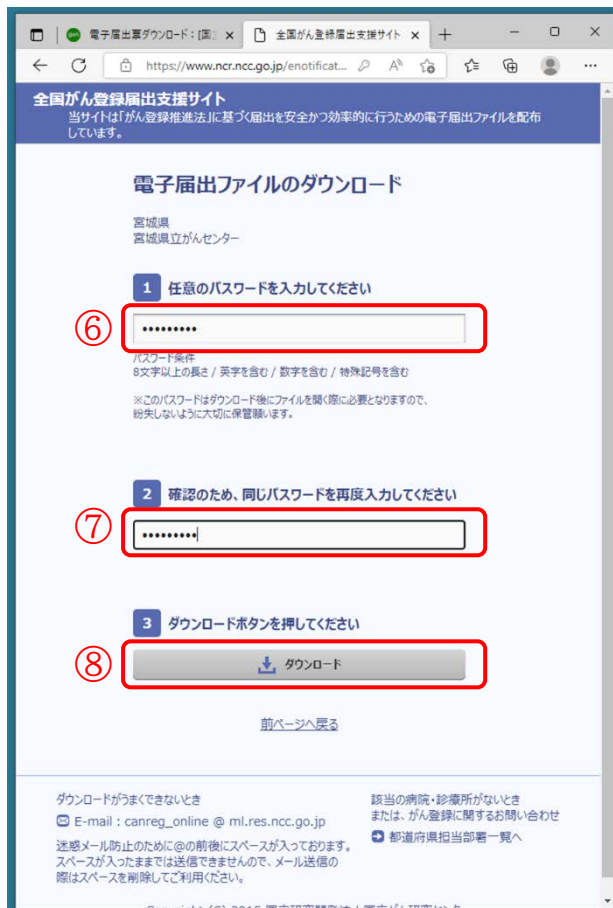 電子届出票ダウンロード：[国
全国がん登録届出支援サイト
https://www.ncr.ncc.go.jp/enotificat...
全国がん登録届出支援サイト
当サイトは「がん登録推進法」に基づく届出を安全かつ効率的に行うための電子届出ファイルを配布
しています。
電子届出ファイルのダウンロード
宮城県
宮城県立がんセンター
1 任意のパスワードを入力してください
⑥ •••••••••
パスワード条件
8文字以上の長さ / 英字を含む / 数字を含む / 特殊記号を含む
※このパスワードはダウンロード後にファイルを開く際に必要となりますので、
紛失しないように大切に保管願います。
2 確認のため、同じパスワードを再度入力してください
⑦ •••••••••
3 ダウンロードボタンを押してください
⑧ ダウンロード
前ページへ戻る
ダウンロードがうまくできないとき
E-mail : canreg_online @ ml.res.ncc.go.jp
迷惑メール防止のために@の前後にスペースが入っております。
スペースが入ったままでは送信できませんので、メール送信の
際はスペースを削除してご利用ください。
該当の病院・診療所がないとき
または、がん登録に関するお問い合わせ
都道府県担当部署一覧へ